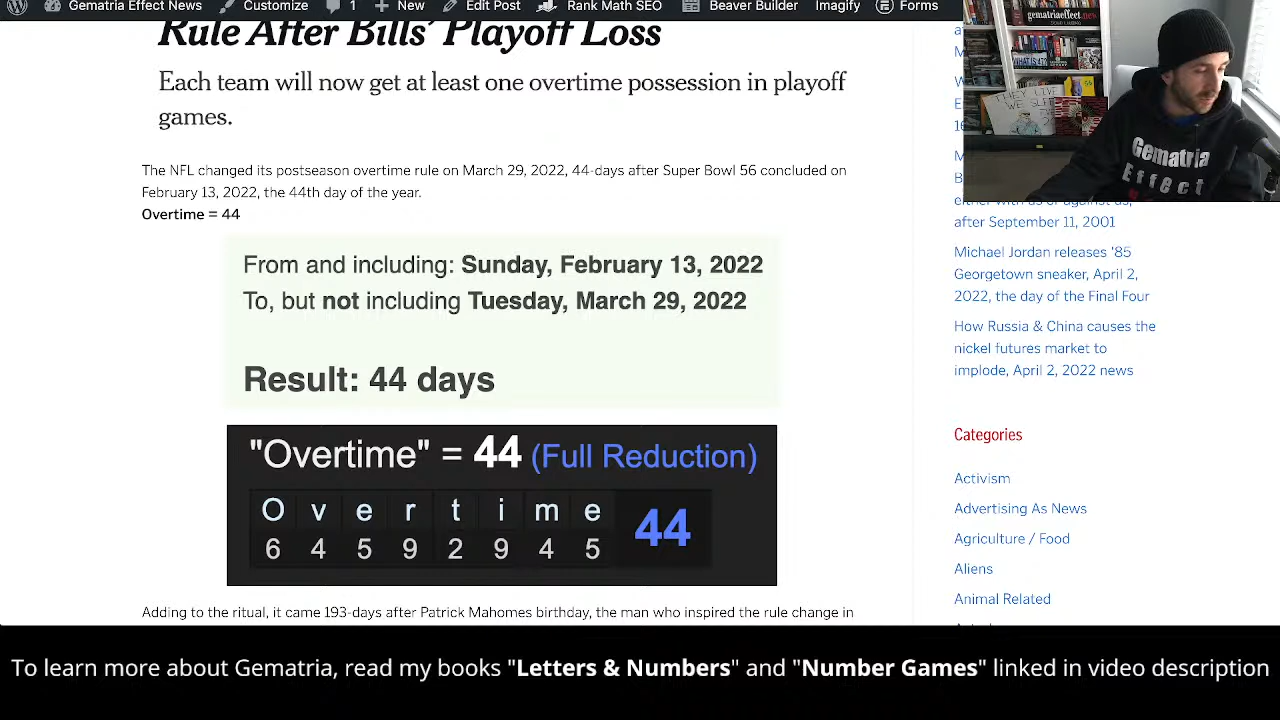 Gematria Effect News
Customize
1
New
Edit Post
Rank Math SEO
Beaver Builder
Imagify
Forms
Rule After Bills' Playoff Loss
Each team will now get at least one overtime possession in playoff
games.
The NFL changed its postseason overtime rule on March 29, 2022, 44-days after Super Bowl 56 concluded on
February 13, 2022, the 44th day of the year.
Overtime = 44
From and including: Sunday, February 13, 2022
To, but not including Tuesday, March 29, 2022
Result: 44 days
"Overtime" = 44 (Full Reduction)
O v e r t i m e
6 4 5 9 2 9 4 5
44
Adding to the ritual, it came 193-days after Patrick Mahomes birthday, the man who inspired the rule change in
gematriaeffect.news
THEY LIVE
WE SLEEP
Gematria
Effect
after September 11, 2001
Michael Jordan releases '85
Georgetown sneaker, April 2,
2022, the day of the Final Four
How Russia & China causes the
nickel futures market to
implode, April 2, 2022 news
Categories
Activism
Advertising As News
Agriculture / Food
Aliens
Animal Related
To learn more about Gematria, read my books "Letters & Numbers" and "Number Games" linked in video description